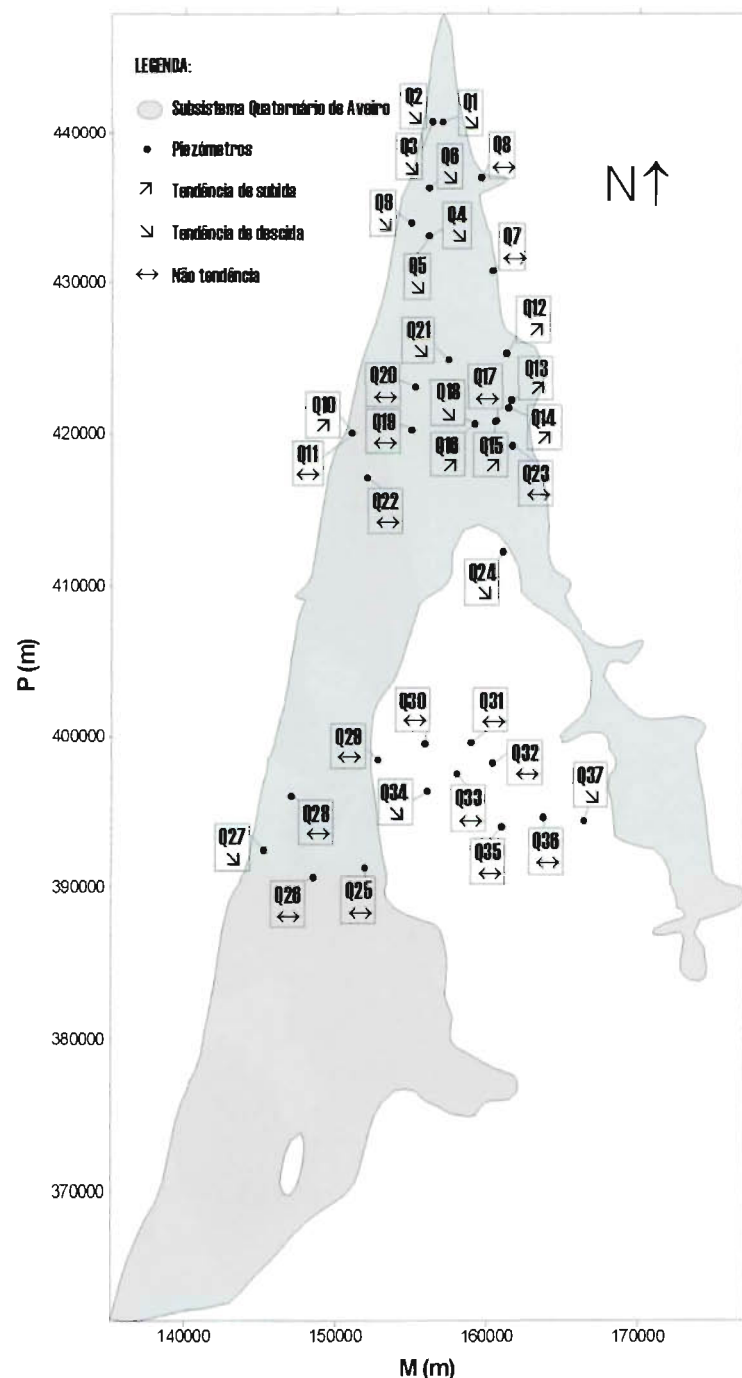 LEGENDA:
Subsistema Quaternário de Aveiro
Piezómetros
Tendência de subida
Tendência de descida
Não tendência
N↑
Q2
Q1
Q3
Q6
Q8
Q9
Q4
Q7
Q5
Q12
Q21
Q17
Q13
Q20
Q18
Q10
Q19
Q14
Q11
Q16
Q15
Q23
Q22
Q24
Q30
Q31
Q29
Q32
Q34
Q33
Q37
Q28
Q27
Q35
Q36
Q26
Q25
440000
430000
420000
410000
400000
390000
380000
370000
P (m)
140000
150000
160000
170000
M (m)